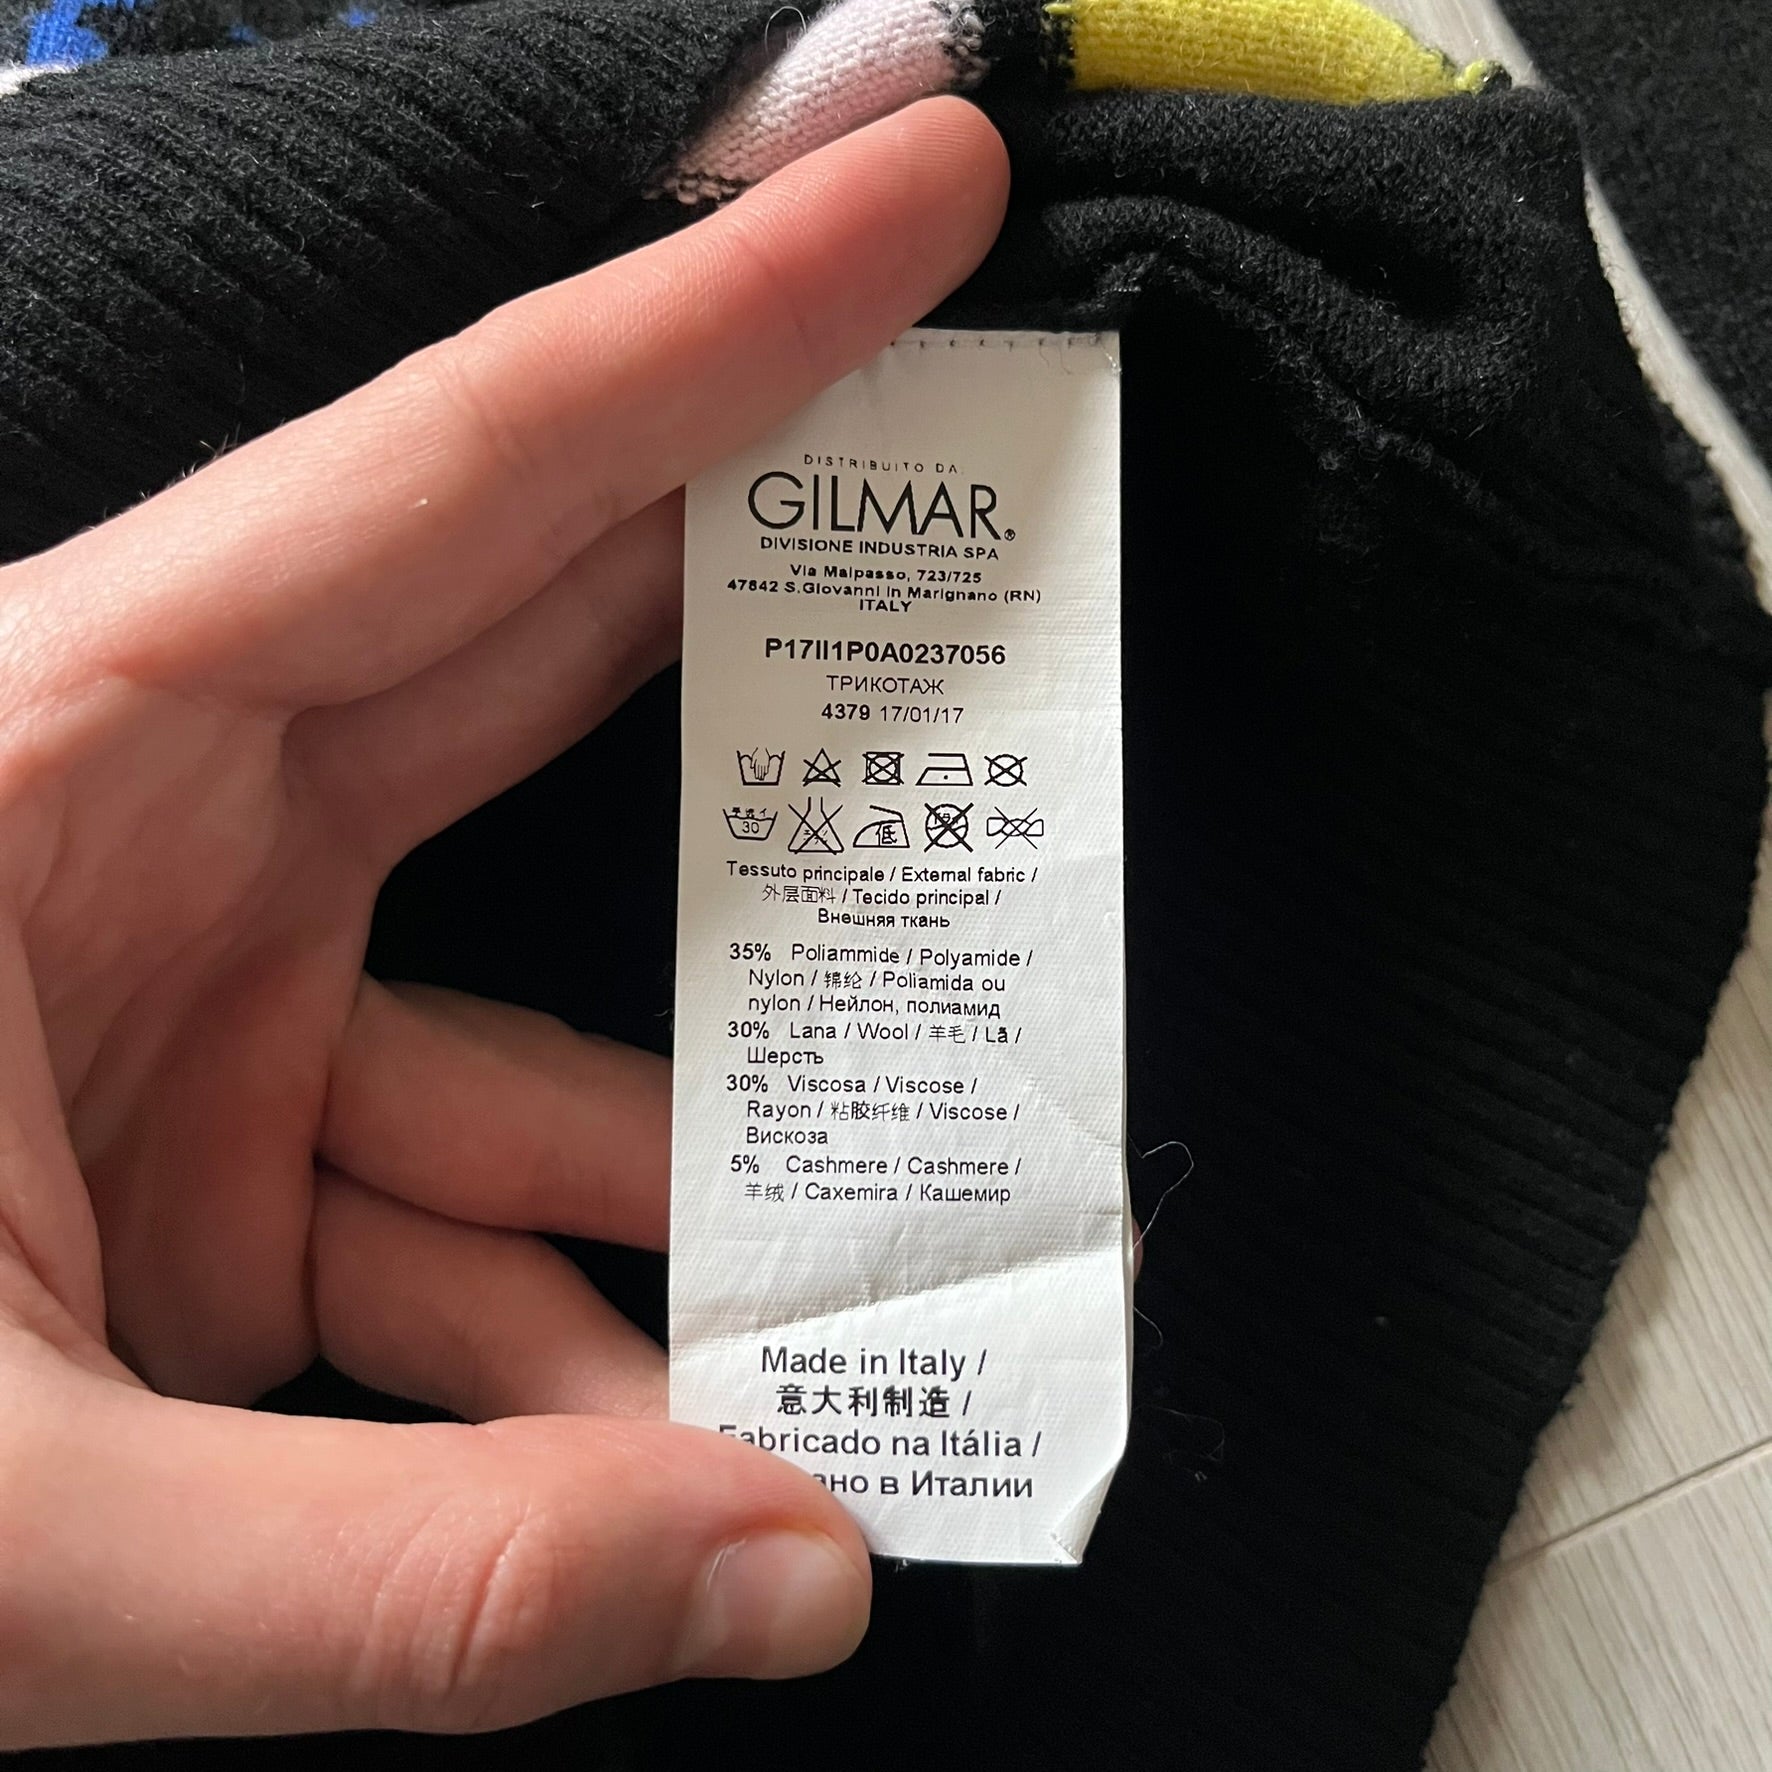 DISTRIBUITO DA:
GILMAR®
DIVISIONE INDUSTRIA SPA
Via Malpasso, 723/725
47842 S.Giovanni in Marignano (RN)
ITALY
P17II1P0A0237056
ТРИКОТАЖ
4379 17/01/17
30
低
Tessuto principale / External fabric /
外层面料 / Tecido principal /
Внешняя ткань
35% Poliammide / Polyamide /
Nylon / 锦纶 / Poliamida ou
nylon / Нейлон, полиамид
30% Lana / Wool / 羊毛 / Lã /
Шерсть
30% Viscosa / Viscose /
Rayon / 粘胶纤维 / Viscose /
Вискоза
5% Cashmere / Cashmere /
羊绒 / Caxemira / Кашемир
Made in Italy /
意大利制造 /
Fabricado na Itália /
в Италии